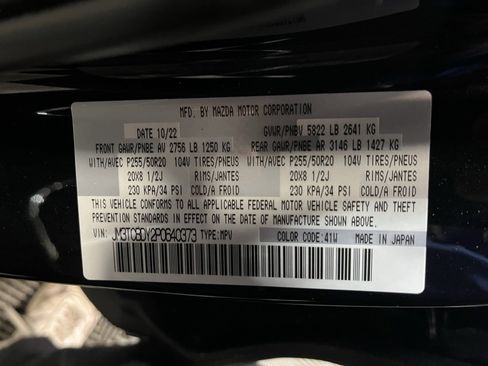 MFD. BY MAZDA MOTOR CORPORATION
DATE 10/22 GVWR/PNBV 5822 LB 2641 KG
FRONT GAWR/PNBE AV 2756 LB 1250 KG REAR GAWR/PNBE AR 3146 LB 1427 KG
WITH/AVEC P255/50R20 104V TIRES/PNEUS WITH/AVEC P255/50R20 104V TIRES/PNEUS
20X8 1/2J RIMS/JANTES 20X8 1/2J RIMS/JANTES
230 KPA/34 PSI COLD/A FROID 230 KPA/34 PSI COLD/A FROID
THIS VEHICLE CONFORMS TO ALL APPLICABLE FEDERAL MOTOR VEHICLE SAFETY AND THEFT
PREVENTION STANDARDS IN EFFECT ON THE DATE OF MANUFACTURE SHOWN ABOVE.
VIN: JM3TCBDY2P0640373 TYPE:MPV COLOR CODE:41W MADE IN JAPAN